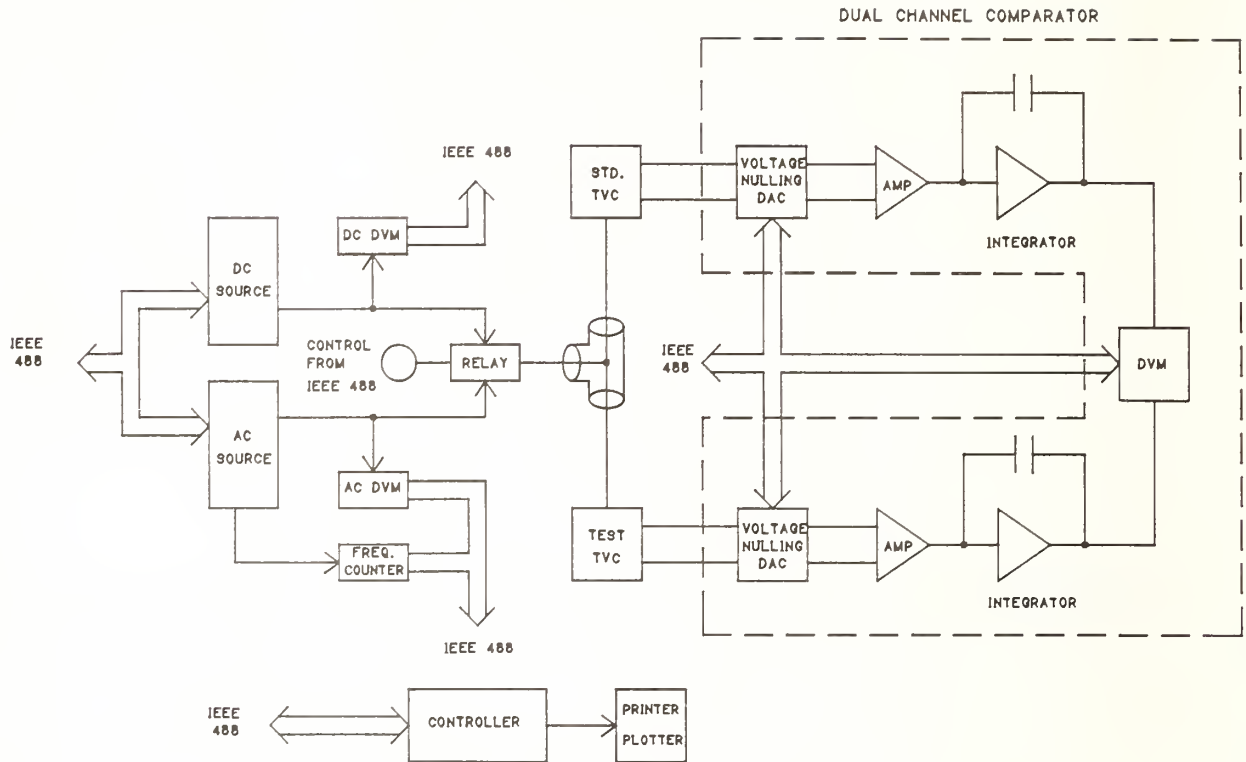 DUAL CHANNEL COMPARATOR
IEEE 488
STD.
TVC
VOLTAGE
NULLING
DAC
AMP
INTEGRATOR
DC DVM
DC
SOURCE
IEEE
488
CONTROL
FROM
IEEE 488
RELAY
IEEE
488
DVM
AC
SOURCE
AC DVM
FREQ.
COUNTER
IEEE 488
TEST
TVC
VOLTAGE
NULLING
DAC
AMP
INTEGRATOR
IEEE
488
CONTROLLER
PRINTER
PLOTTER